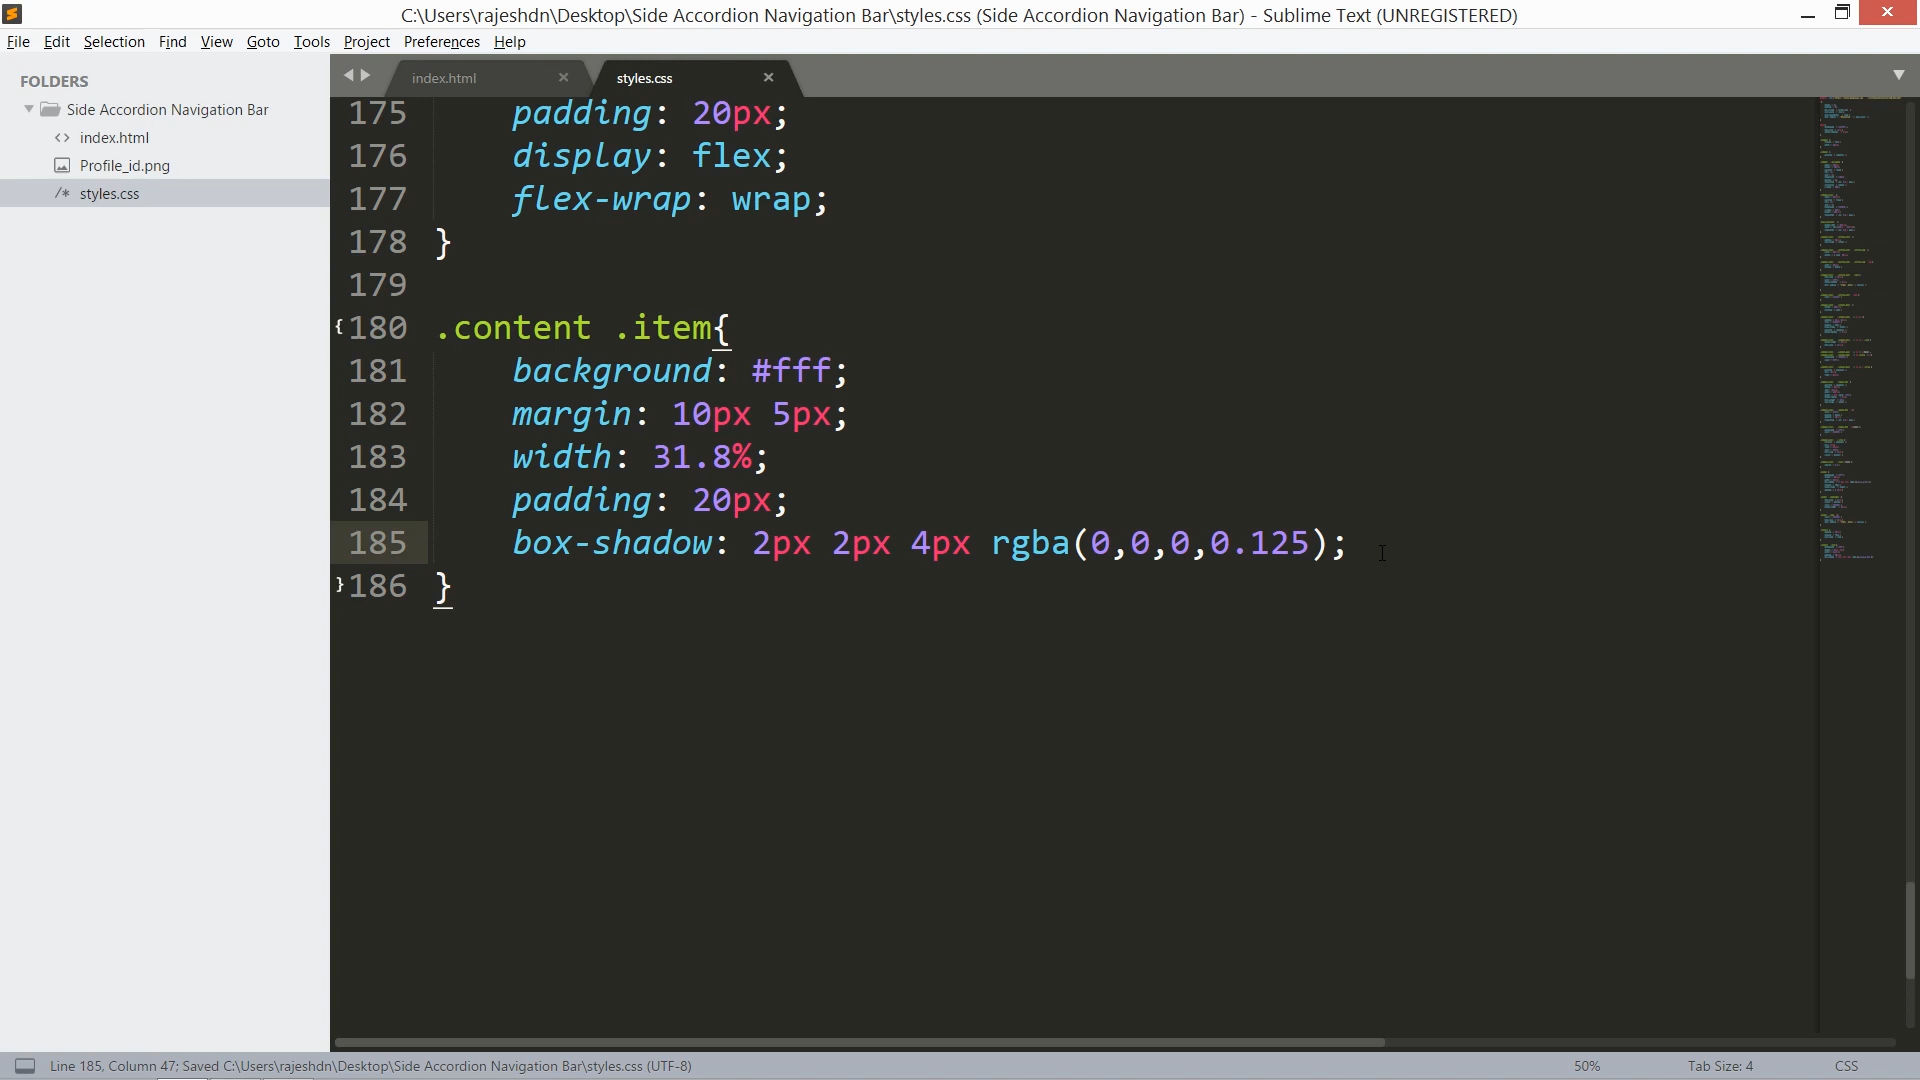 C:\Users\rajeshdn\Desktop\Side Accordion Navigation Bar\styles.css (Side Accordion Navigation Bar) - Sublime Text (UNREGISTERED)
File Edit Selection Find View Goto Tools Project Preferences Help
FOLDERS
Side Accordion Navigation Bar
<> index.html
Profile_id.png
/* styles.css
index.html × styles.css ×
175 padding: 20px;
176 display: flex;
177 flex-wrap: wrap;
178 }
179
{180 .content .item{
181 background: #fff;
182 margin: 10px 5px;
183 width: 31.8%;
184 padding: 20px;
185 box-shadow: 2px 2px 4px rgba(0,0,0,0.125);
}186 }
Line 185, Column 47; Saved C:\Users\rajeshdn\Desktop\Side Accordion Navigation Bar\styles.css (UTF-8) 50% Tab Size: 4 CSS